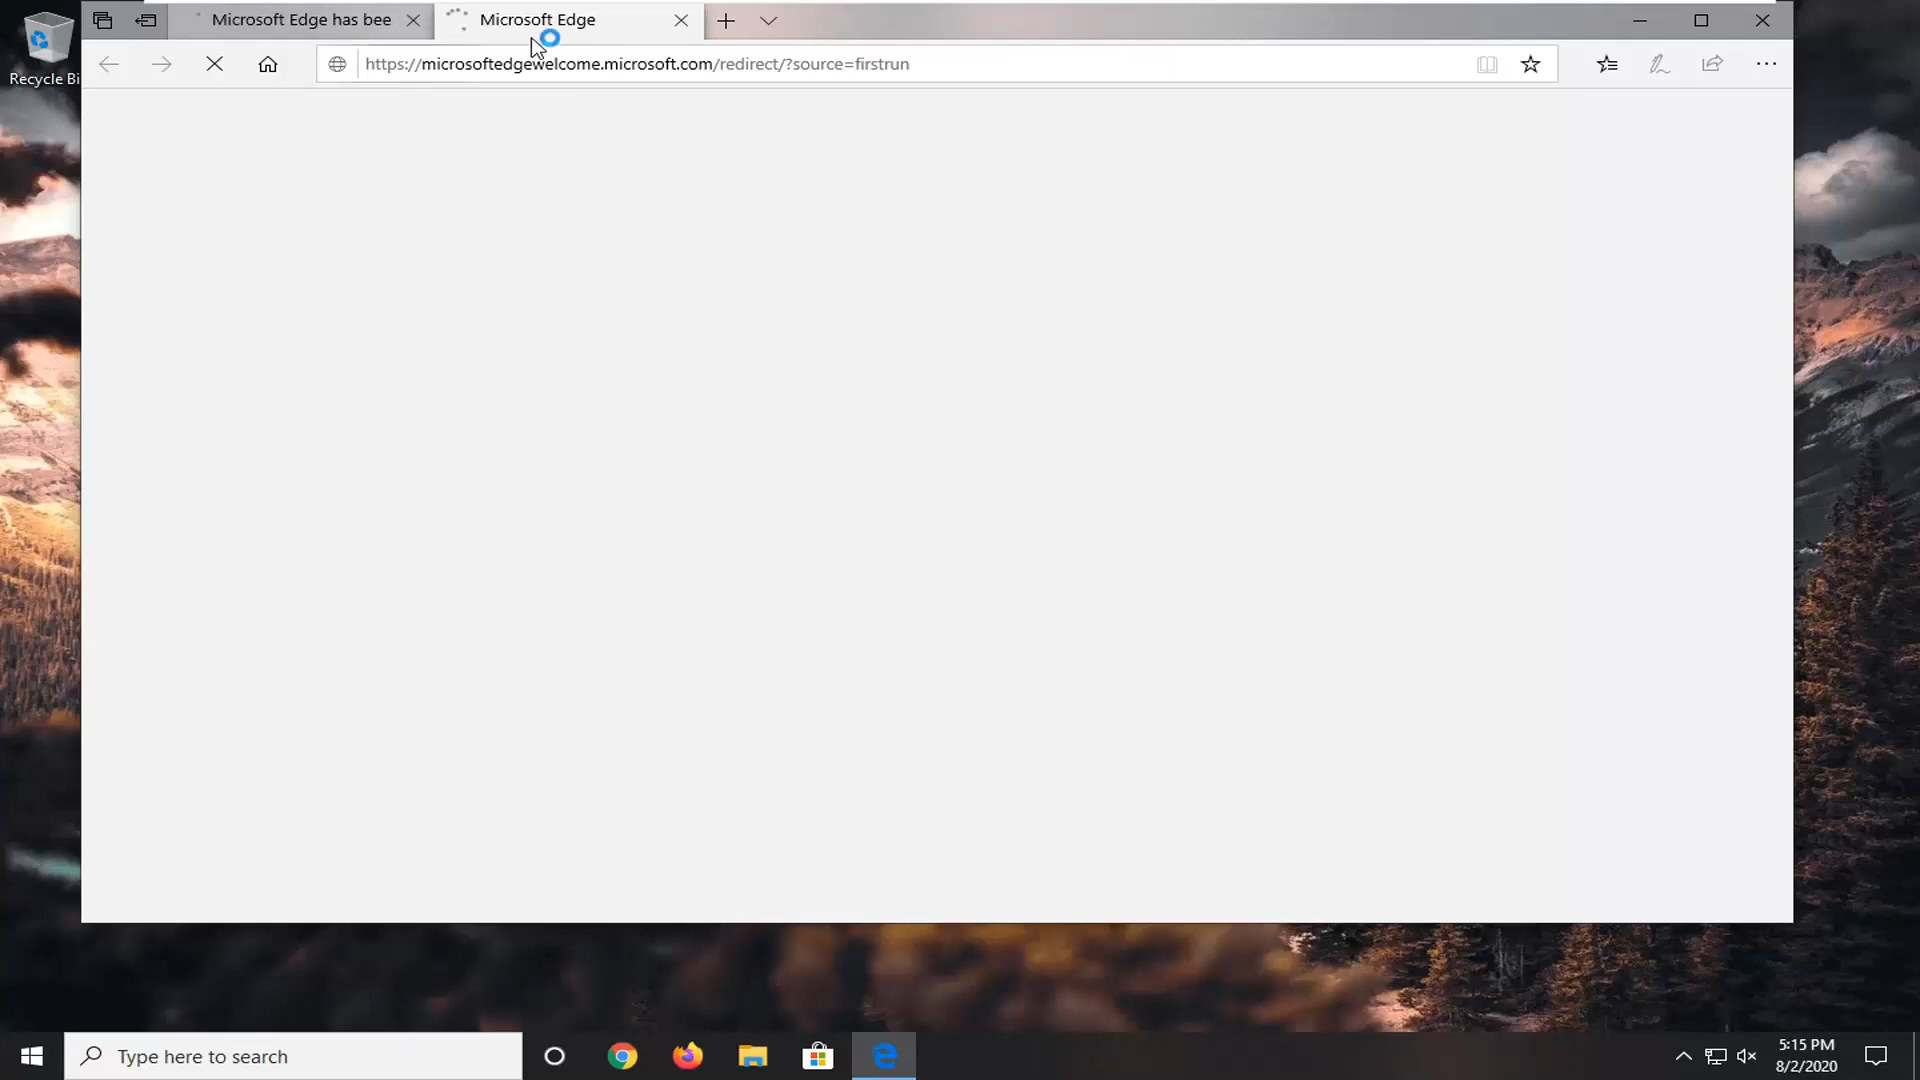 Microsoft Edge has bee
Microsoft Edge
https://microsoftedgewelcome.microsoft.com/redirect/?source=firstrun
Recycle Bi
Type here to search
5:15 PM
8/2/2020